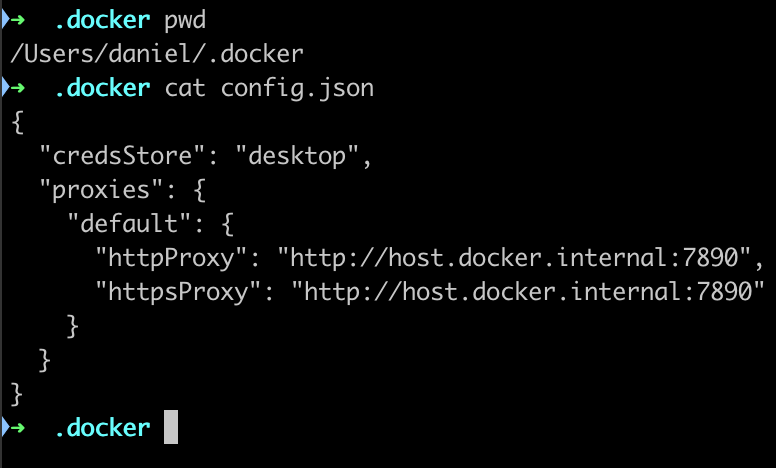 ➜  .docker pwd
/Users/daniel/.docker
➜  .docker cat config.json
{
  "credsStore": "desktop",
  "proxies": {
    "default": {
      "httpProxy": "http://host.docker.internal:7890",
      "httpsProxy": "http://host.docker.internal:7890"
    }
  }
}
➜  .docker